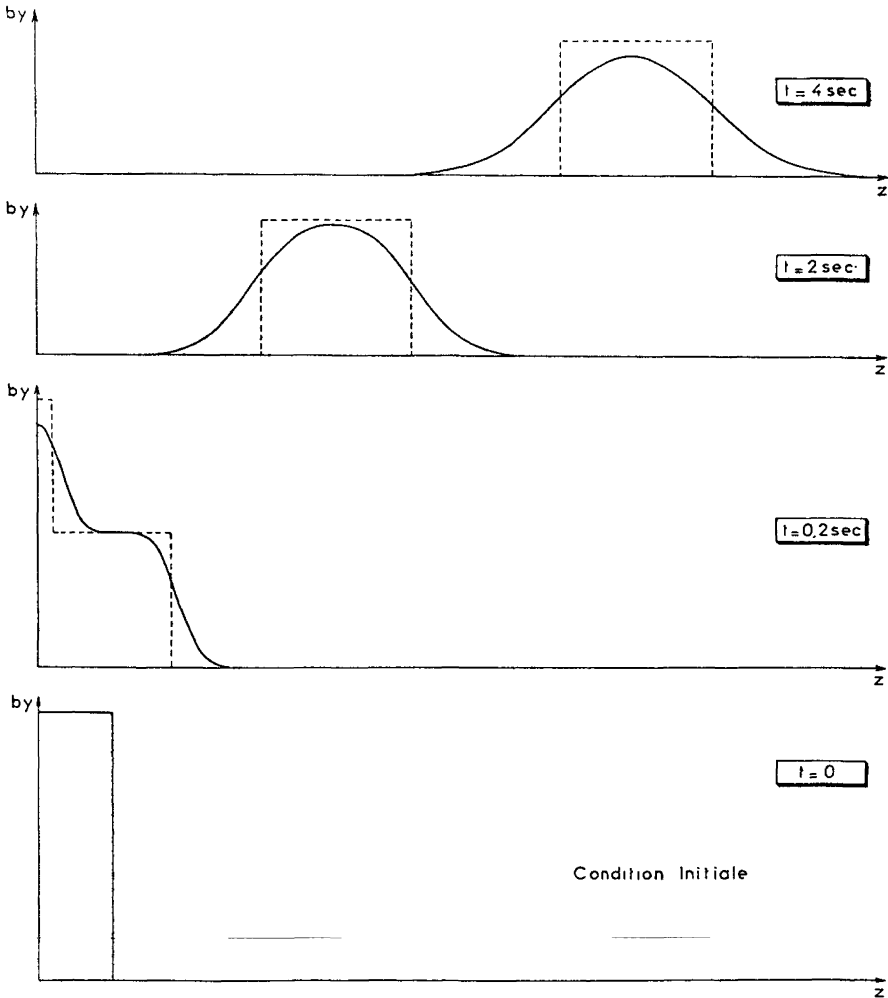 by
t = 4 sec
z
by
t = 2 sec.
z
by
t = 0,2 sec
z
by
t = 0
Condition Initiale
z